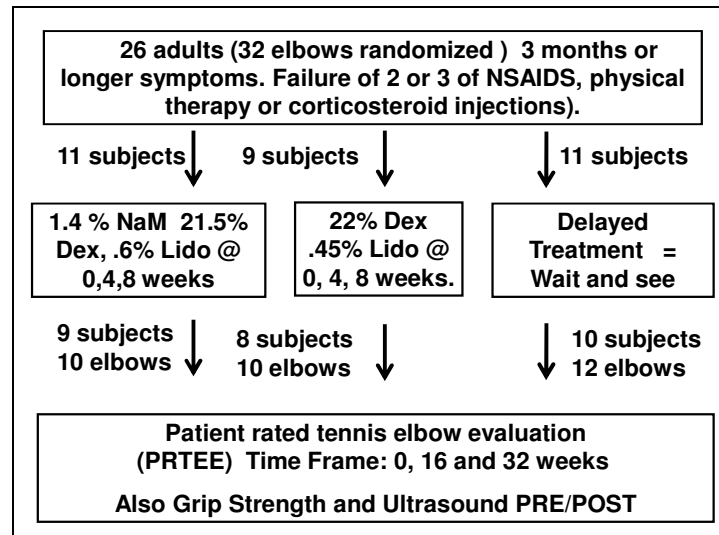 26 adults (32 elbows randomized ) 3 months or
longer symptoms. Failure of 2 or 3 of NSAIDS, physical
therapy or corticosteroid injections).
11 subjects
9 subjects
11 subjects
1.4 % NaM 21.5%
Dex, .6% Lido @
0,4,8 weeks
22% Dex
.45% Lido @
0, 4, 8 weeks.
Delayed
Treatment =
Wait and see
9 subjects
10 elbows
8 subjects
10 elbows
10 subjects
12 elbows
Patient rated tennis elbow evaluation
(PRTEE) Time Frame: 0, 16 and 32 weeks
Also Grip Strength and Ultrasound PRE/POST